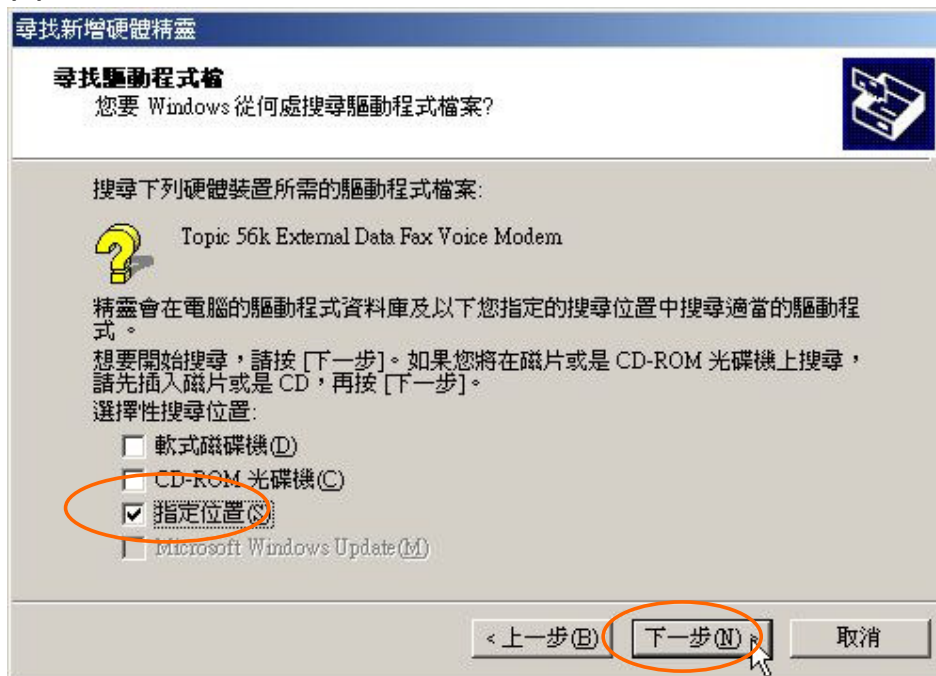 尋找新增硬體精靈
尋找驅動程式檔
您要 Windows 從何處搜尋驅動程式檔案?
搜尋下列硬體裝置所需的驅動程式檔案:
Topic 56k External Data Fax Voice Modem
精靈會在電腦的驅動程式資料庫及以下您指定的搜尋位置中搜尋適當的驅動程
式。
想要開始搜尋，請按 [下一步]。如果您將在磁片或是 CD-ROM 光碟機上搜尋，
請先插入磁片或是 CD，再按 [下一步]。
選擇性搜尋位置:
軟式磁碟機(D)
CD-ROM 光碟機(C)
指定位置(S)
Microsoft Windows Update(M)
<上一步(B) 下一步(N)> 取消